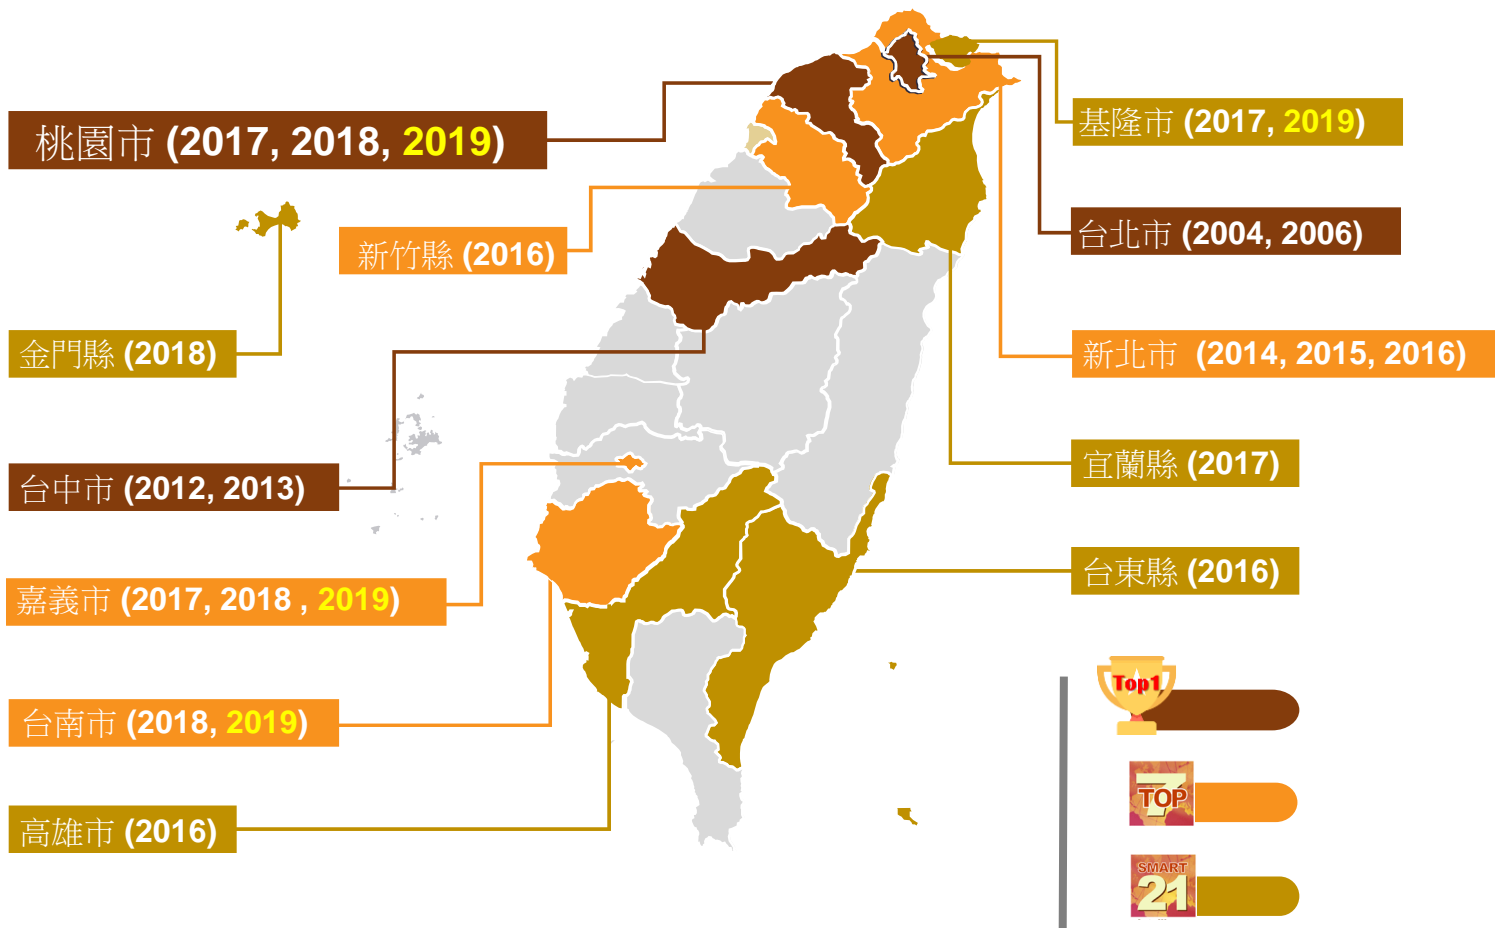 桃園市 (2017, 2018, 2019)
新竹縣 (2016)
金門縣 (2018)
台中市 (2012, 2013)
嘉義市 (2017, 2018 , 2019)
台南市 (2018, 2019)
高雄市 (2016)
基隆市 (2017, 2019)
台北市 (2004, 2006)
新北市 (2014, 2015, 2016)
宜蘭縣 (2017)
台東縣 (2016)
Top1
7
TOP
SMART
21